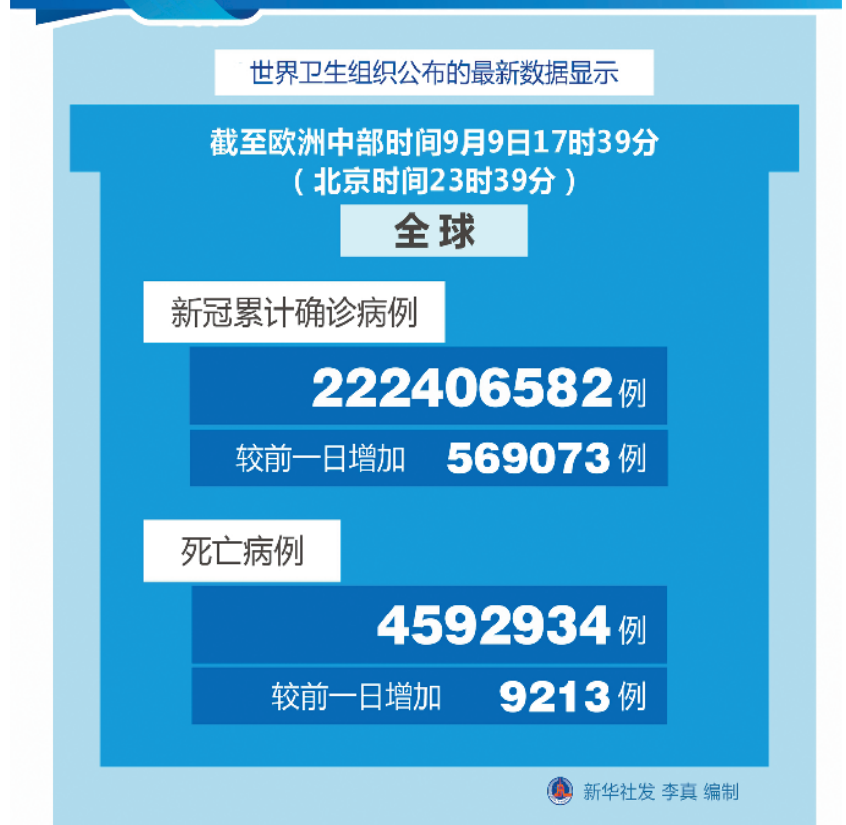 世界卫生组织公布的最新数据显示
截至欧洲中部时间9月9日17时39分
（北京时间23时39分）
全球
新冠累计确诊病例
222406582例
较前一日增加 569073例
死亡病例
4592934例
较前一日增加 9213例
新华社发 李真 编制